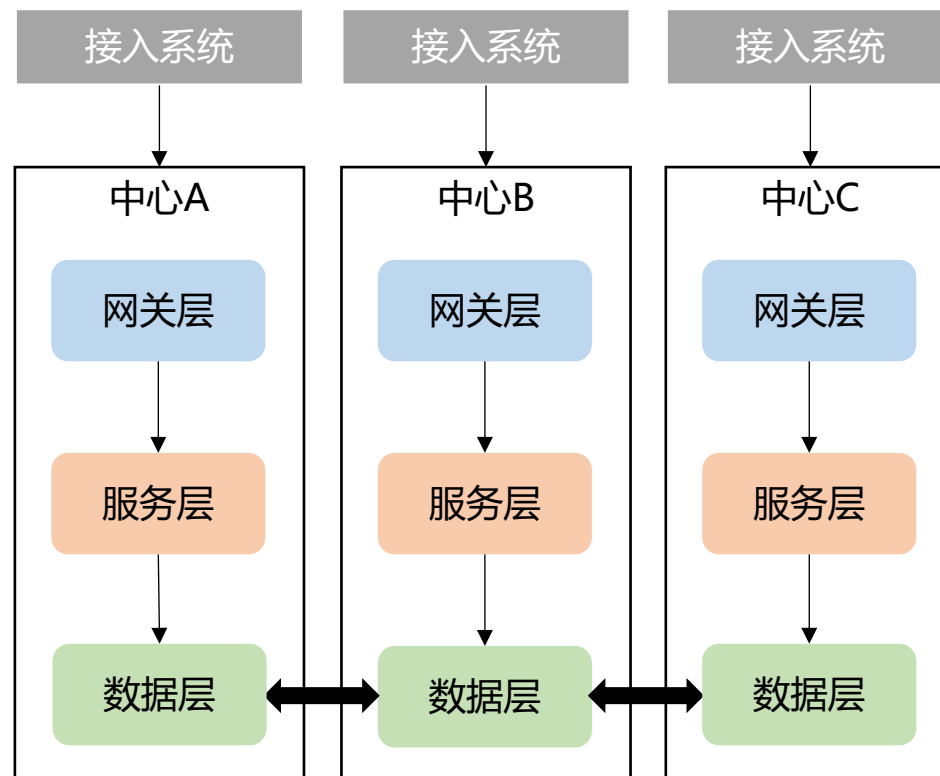 接入系统
接入系统
接入系统
中心A
中心B
中心C
网关层
网关层
网关层
服务层
服务层
服务层
数据层
数据层
数据层